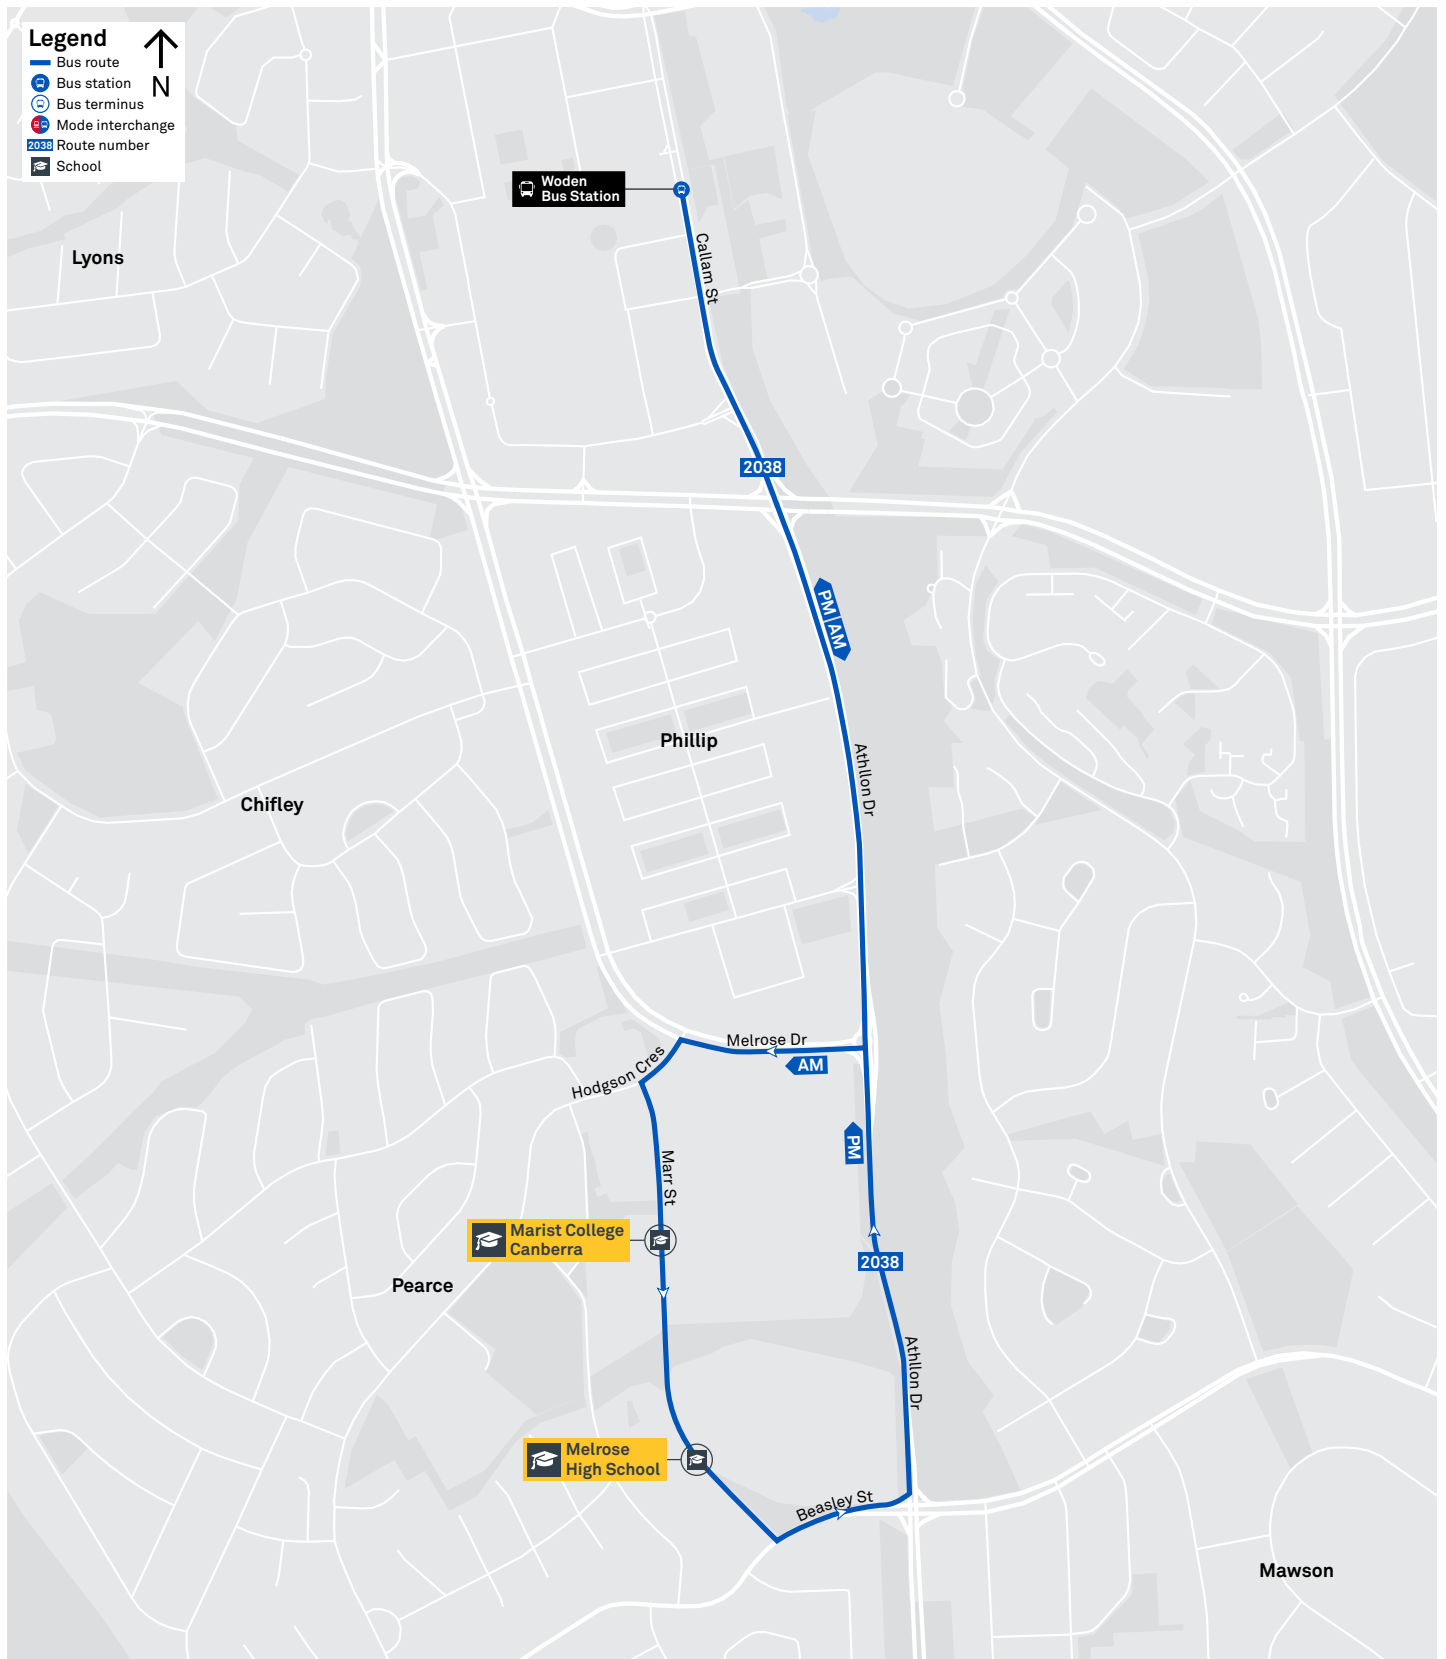 Legend
N
Bus route
Bus station
Bus terminus
Mode interchange
2038 Route number
School
Woden
Bus Station
Callam St
Lyons
2038
PM | AM
Phillip
Athllon Dr
Chifley
Melrose Dr
AM
Hodgson Cres
PM
Marr St
Marist College
Canberra
2038
Pearce
Athllon Dr
Melrose
High School
Beasley St
Mawson